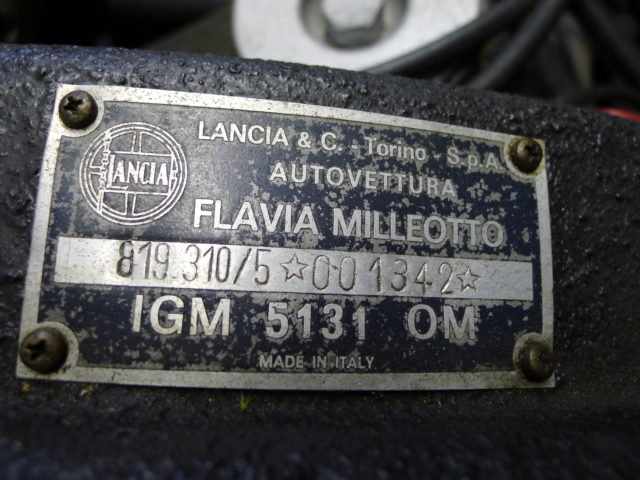 LANCIA & C. - Torino - S.p.A.
AUTOVETTURA
LANCIA
FLAVIA MILLEOTTO
819.310/5 ☆001342☆
IGM 5131 OM
MADE IN ITALY